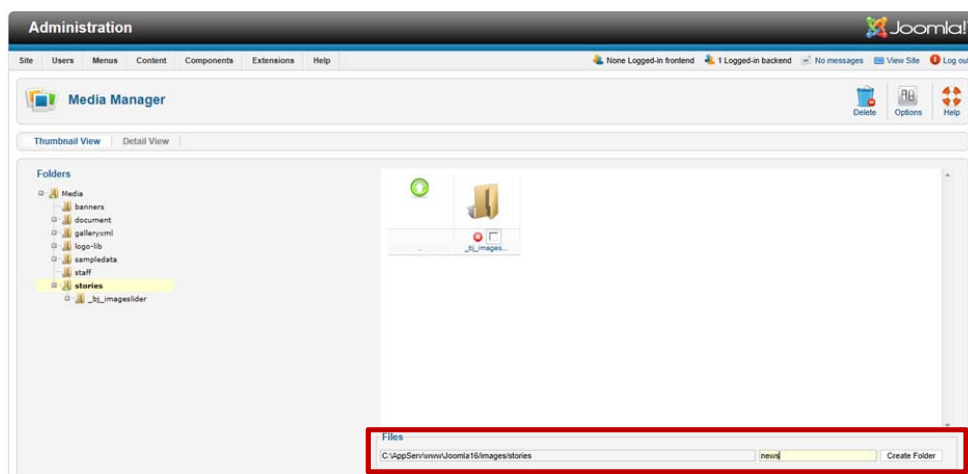 Administration
Joomla!
Site Users Menus Content Components Extensions Help
None Logged-in frontend 1 Logged-in backend No messages View Site Log out
Media Manager
Delete Options Help
Thumbnail View Detail View
Folders
Media
banners
document
galleryxml
logo-lib
sampledata
staff
stories
_bj_imageslider
..
_bj_images...
Files
C:\AppServ\www\Joomla16/images/stories news Create Folder